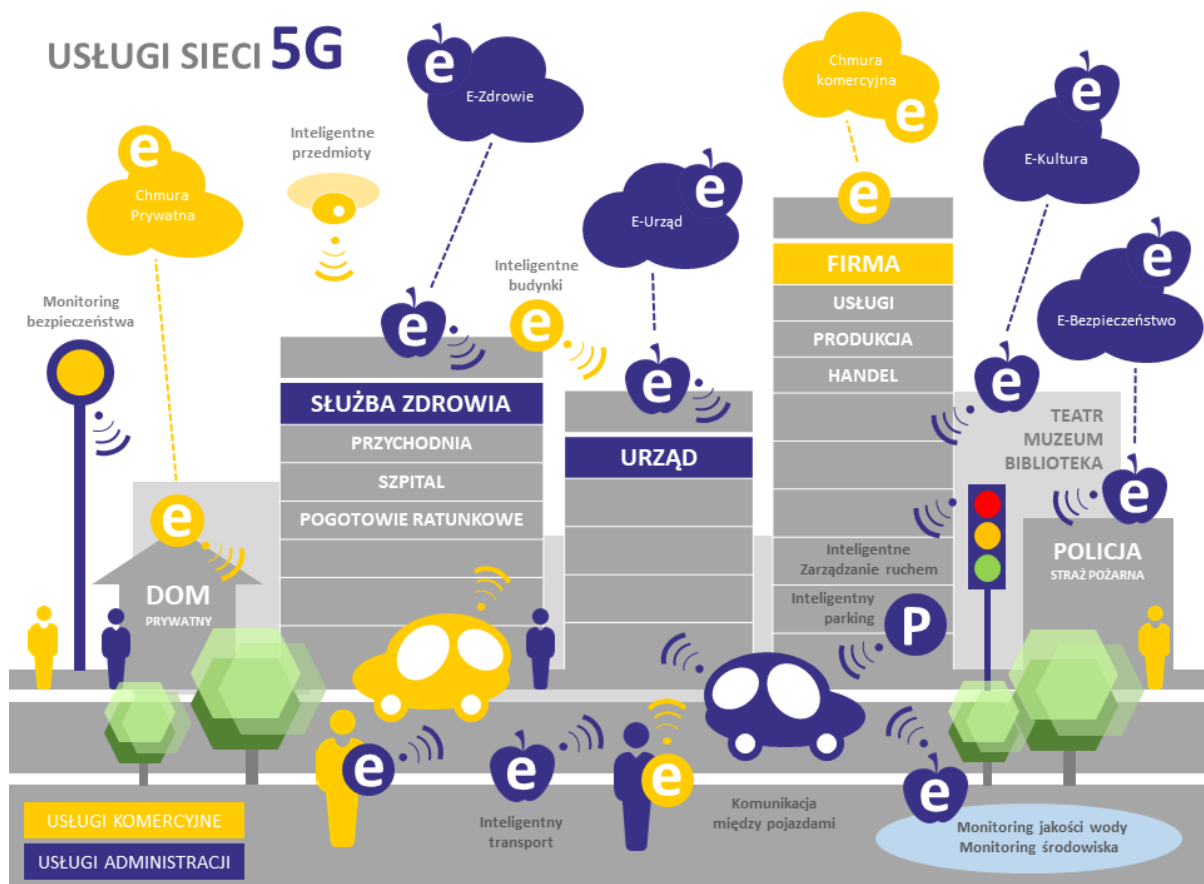 USŁUGI SIECI 5G
e
E-Zdrowie
Chmura
komercyjna
e
e
E-Kultura
e
Chmura
Prywatna
Inteligentne
przedmioty
e
E-Urząd
e
e
E-Bezpieczeństwo
Monitoring
bezpieczeństwa
e
Inteligentne
budynki
e
e
e
FIRMA
USŁUGI
PRODUKCJA
HANDEL
SŁUŻBA ZDROWIA
PRZYCHODNIA
SZPITAL
POGOTOWIE RATUNKOWE
URZĄD
e
TEATR
MUZEUM
BIBLIOTEKA
e
e
DOM
PRYWATNY
Inteligentne
Zarządzanie ruchem
Inteligentny
parking
P
POLICJA
STRAŻ POŻARNA
e
e
Inteligentny
transport
e
Komunikacja
między pojazdami
e
Monitoring jakości wody
Monitoring środowiska
USŁUGI KOMERCYJNE
USŁUGI ADMINISTRACJI